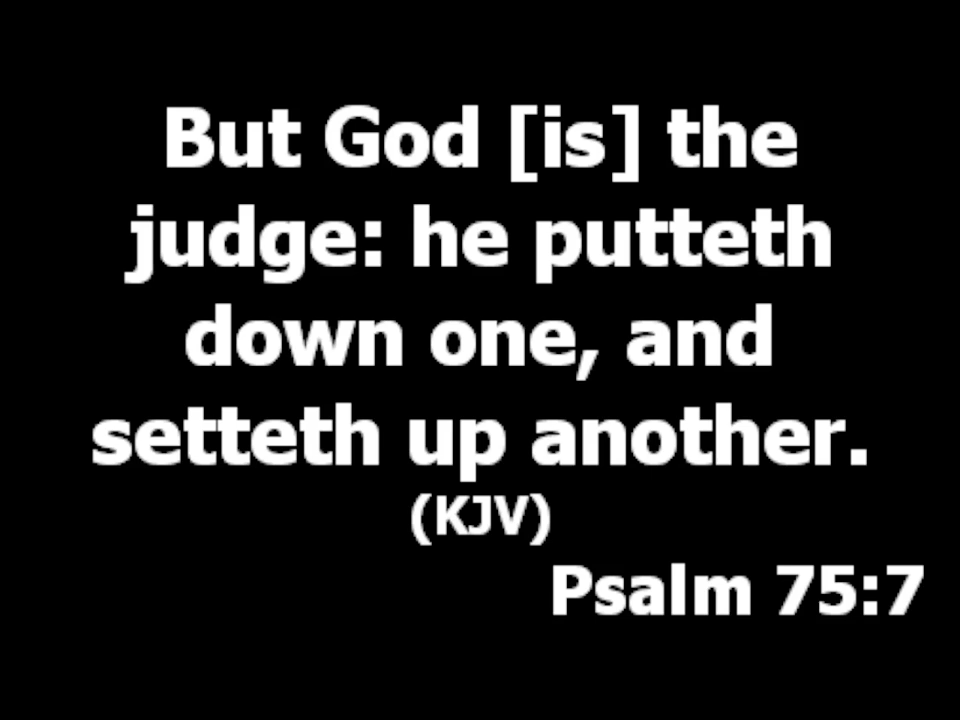 But God [is] the
judge: he putteth
down one, and
setteth up another.
(KJV)
Psalm 75:7